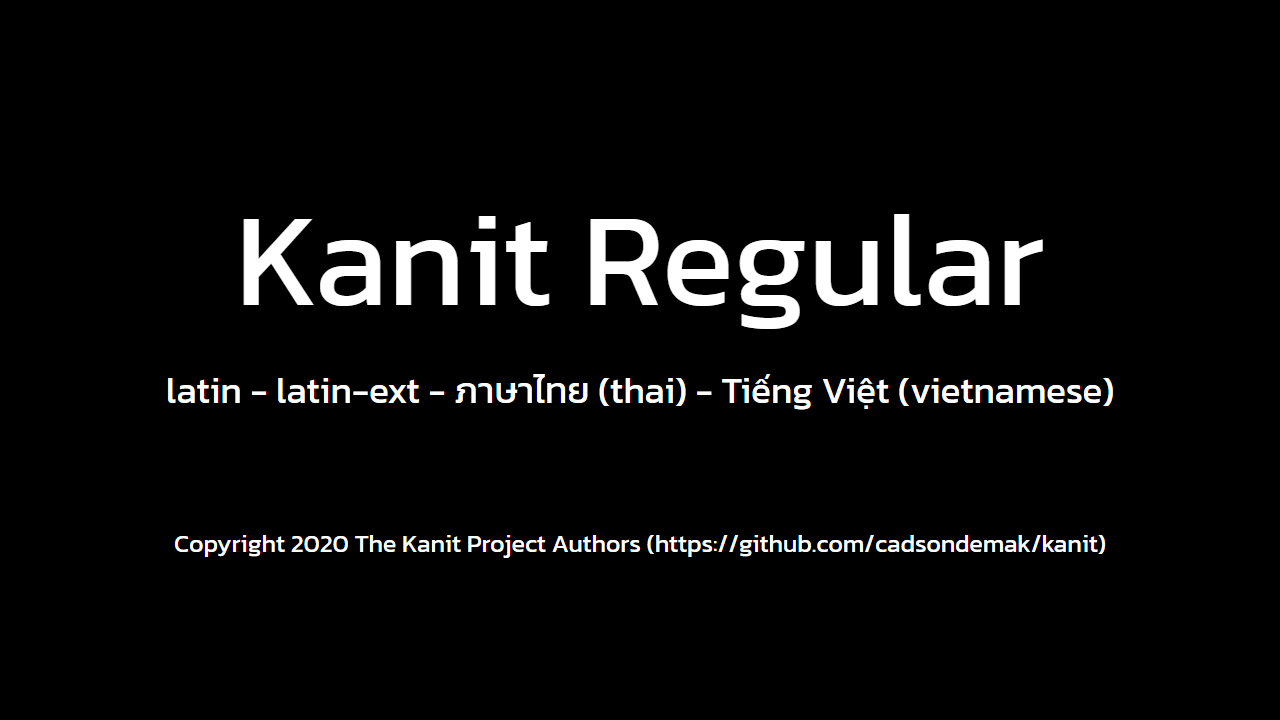 Kanit Regular
latin - latin-ext - ภาษาไทย (thai) - Tiếng Việt (vietnamese)
Copyright 2020 The Kanit Project Authors (https://github.com/cadsondemak/kanit)